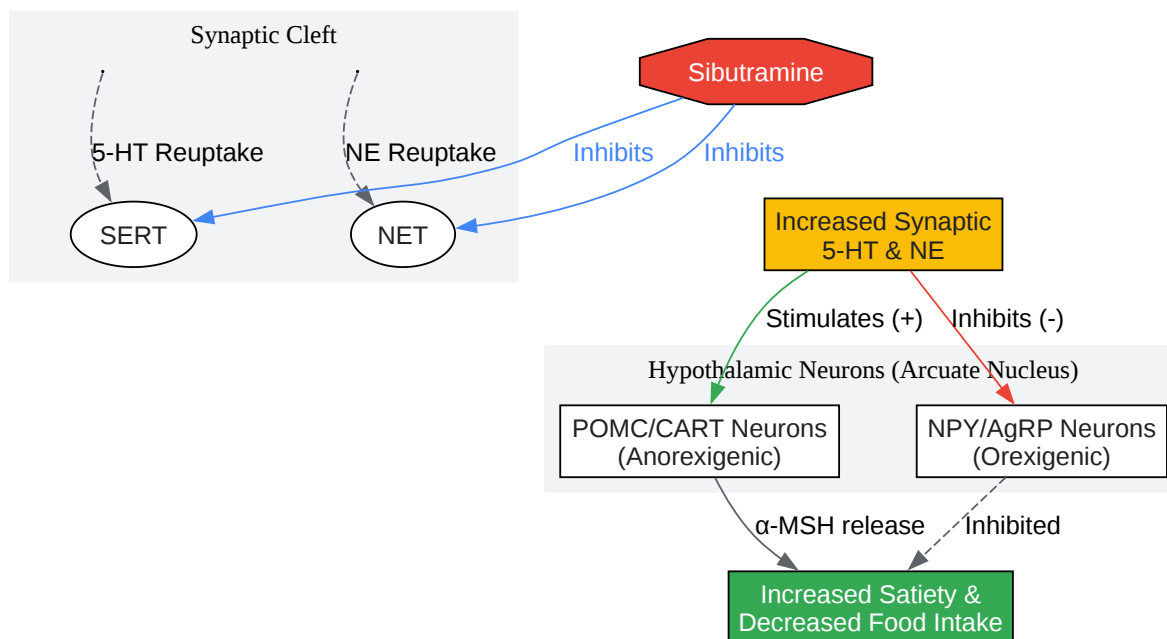 Synaptic Cleft
Sibutramine
5-HT Reuptake
NE Reuptake
Inhibits
Inhibits
SERT
NET
Increased Synaptic
5-HT & NE
Stimulates (+)
Inhibits (-)
Hypothalamic Neurons (Arcuate Nucleus)
POMC/CART Neurons
(Anorexigenic)
NPY/AgRP Neurons
(Orexigenic)
α-MSH release
Inhibited
Increased Satiety &
Decreased Food Intake